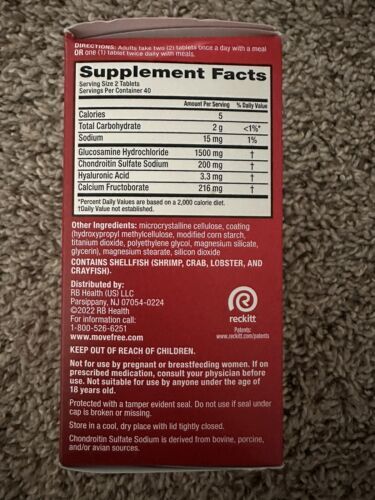 DIRECTIONS: Adults take two (2) tablets once a day with a meal
OR one (1) tablet twice daily with meals.
Supplement Facts
Serving Size 2 Tablets
Servings Per Container 40
Amount Per Serving % Daily Value
Calories 5
Total Carbohydrate 2 g <1%*
Sodium 15 mg 1%
Glucosamine Hydrochloride 1500 mg †
Chondroitin Sulfate Sodium 200 mg †
Hyaluronic Acid 3.3 mg †
Calcium Fructoborate 216 mg †
*Percent Daily Values are based on a 2,000 calorie diet.
†Daily Value not established.
Other Ingredients: microcrystalline cellulose, coating
(hydroxypropyl methylcellulose, modified corn starch,
titanium dioxide, polyethylene glycol, magnesium silicate,
glycerin), magnesium stearate, silicon dioxide
CONTAINS SHELLFISH (SHRIMP, CRAB, LOBSTER, AND
CRAYFISH).
Distributed by:
RB Health (US) LLC
Parsippany, NJ 07054-0224
©2022 RB Health
For information call:
1-800-526-6251
www.movefree.com
reckitt
Patents:
www.reckitt.com/patents
KEEP OUT OF REACH OF CHILDREN.
Not for use by pregnant or breastfeeding women. If on
prescribed medication, consult your physician before
use. Not suitable for use by anyone under the age of
18 years old.
Protected with a tamper evident seal. Do not use if seal under
cap is broken or missing.
Store in a cool, dry place with lid tightly closed.
Chondroitin Sulfate Sodium is derived from bovine, porcine,
and/or avian sources.